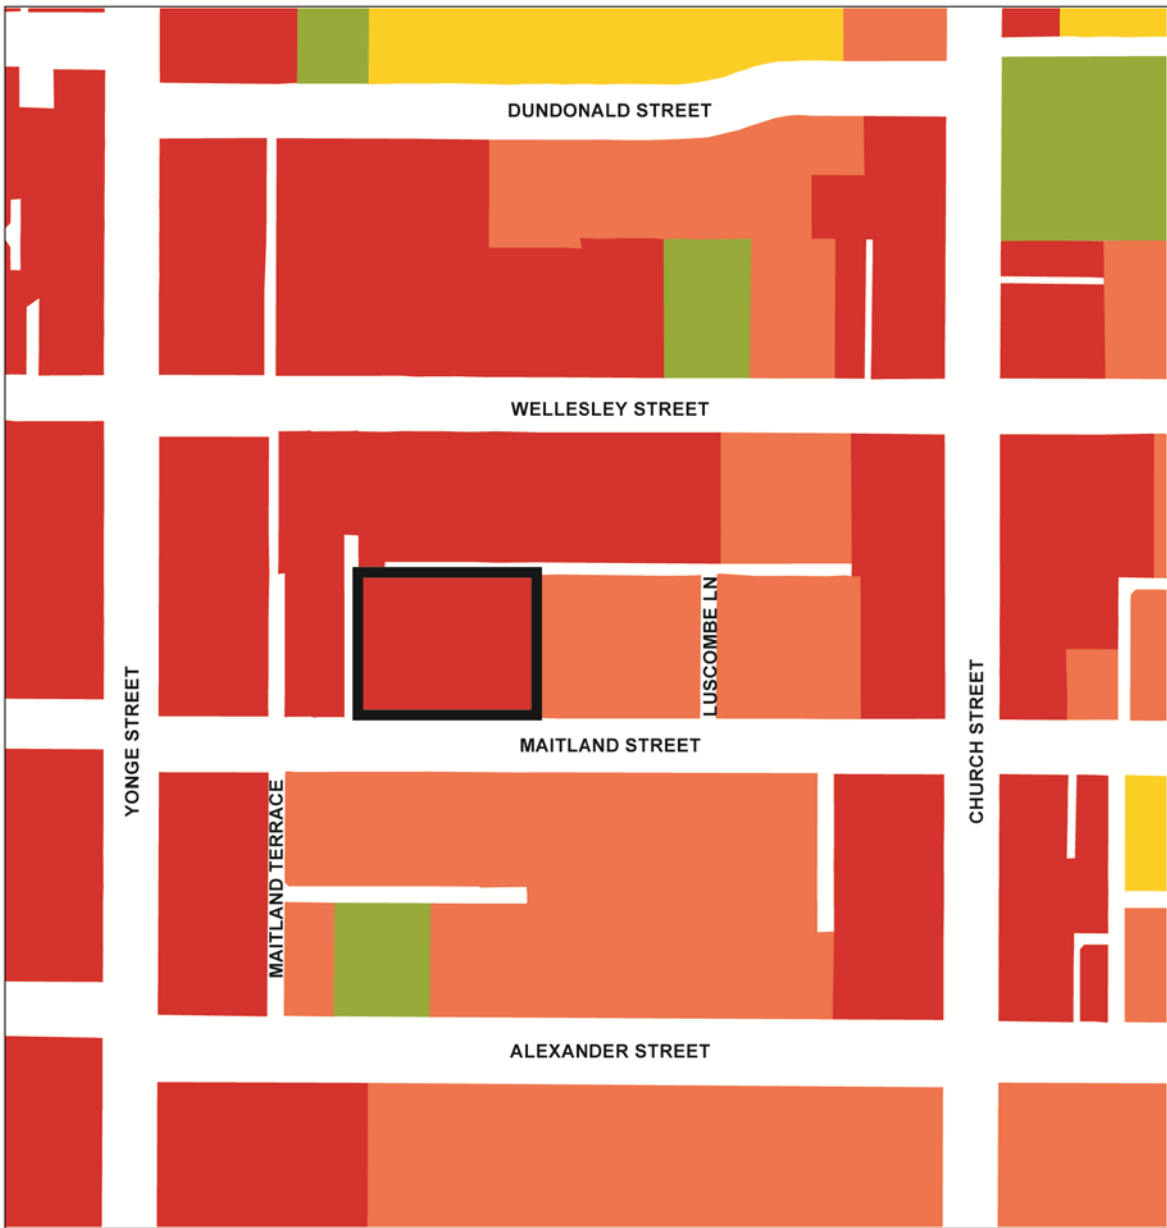 DUNDONALD STREET
WELLESLEY STREET
LUSCOMBE LN
YONGE STREET
CHURCH STREET
MAITLAND STREET
MAITLAND TERRACE
ALEXANDER STREET